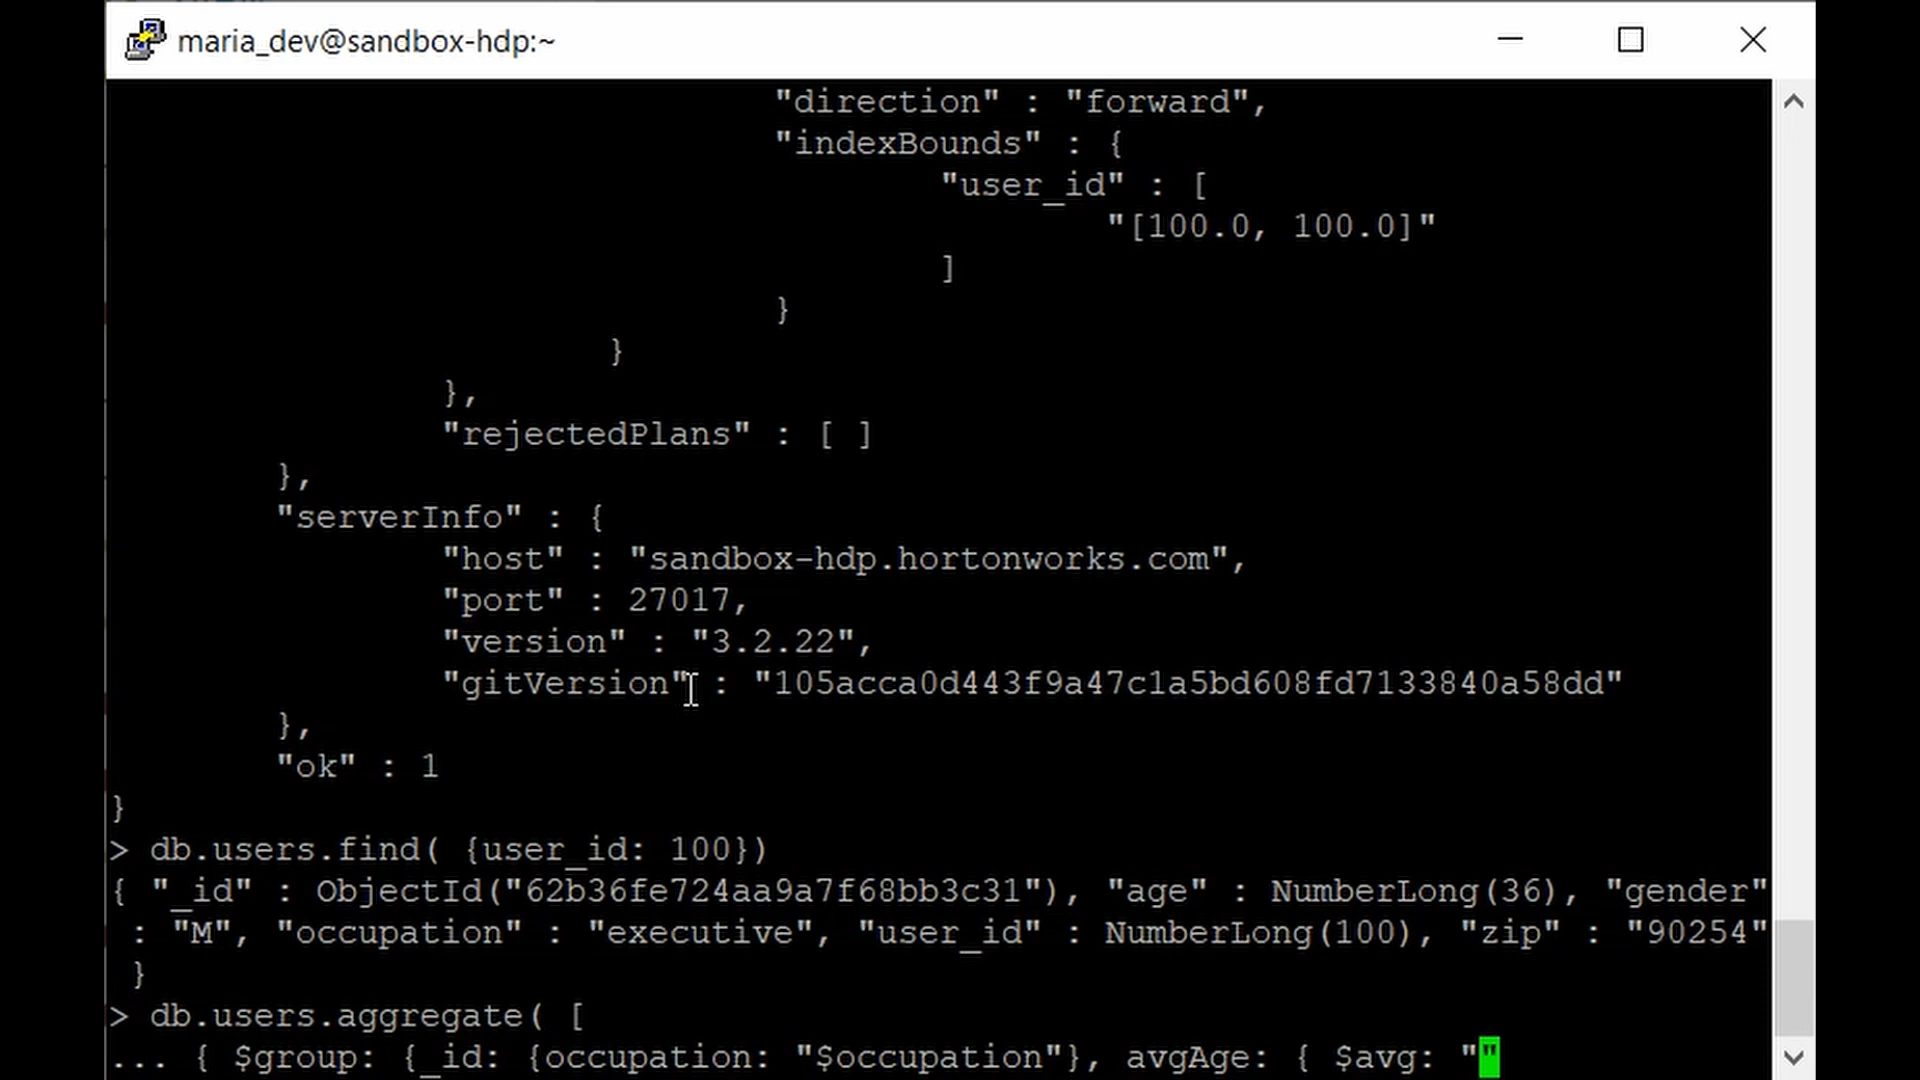 maria_dev@sandbox-hdp:~
"direction" : "forward",
"indexBounds" : {
"user_id" : [
"[100.0, 100.0]"
]
}
}
},
"rejectedPlans" : [ ]
},
"serverInfo" : {
"host" : "sandbox-hdp.hortonworks.com",
"port" : 27017,
"version" : "3.2.22",
"gitVersion" : "105acca0d443f9a47c1a5bd608fd7133840a58dd"
},
"ok" : 1
}
> db.users.find( {user_id: 100})
{ "_id" : ObjectId("62b36fe724aa9a7f68bb3c31"), "age" : NumberLong(36), "gender"
: "M", "occupation" : "executive", "user_id" : NumberLong(100), "zip" : "90254"
}
> db.users.aggregate( [
... { $group: {_id: {occupation: "$occupation"}, avgAge: { $avg: ""